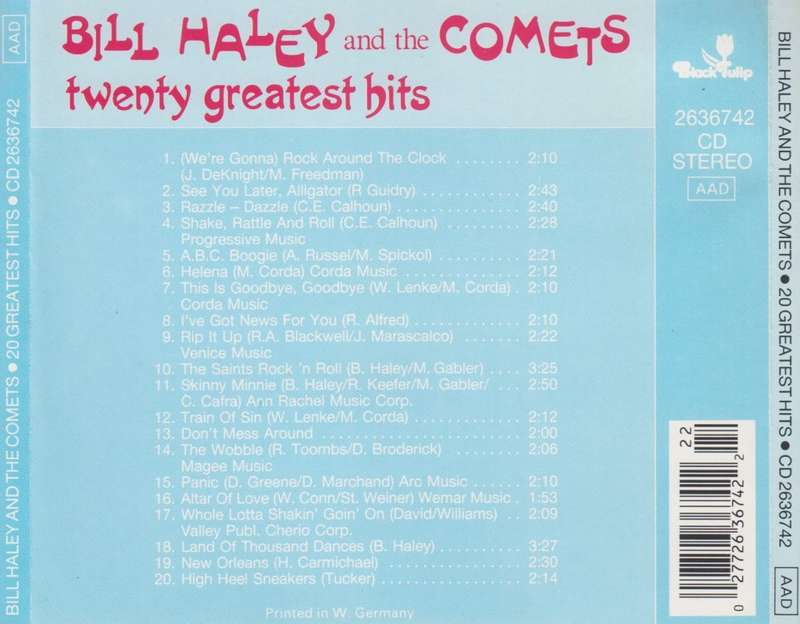 BILL HALEY and the COMETS
twenty greatest hits
1. (We're Gonna) Rock Around The Clock . . . . . . . . 2:10
(J. DeKnight/M. Freedman)
2. See You Later, Alligator (R Guidry) . . . . . . . . . . . . 2:43
3. Razzle – Dazzle (C.E. Calhoun) . . . . . . . . . . . . . . . 2:40
4. Shake, Rattle And Roll (C.E. Calhoun) . . . . . . . . . . 2:28
Progressive Music
5. A.B.C. Boogie (A. Russel/M. Spickol) . . . . . . . . . . . 2:21
6. Helena (M. Corda) Corda Music . . . . . . . . . . . . . . . 2:12
7. This Is Goodbye, Goodbye (W. Lenke/M. Corda) . 2:10
Corda Music
8. I've Got News For You (R. Alfred) . . . . . . . . . . . . . 2:10
9. Rip It Up (R.A. Blackwell/J. Marascalco) . . . . . . . . 2:22
Venice Music
10. The Saints Rock 'n Roll (B. Haley/M. Gabler) . . . . 3:25
11. Skinny Minnie (B. Haley/R. Keefer/M. Gabler/ . . . 2:50
C. Cafra) Ann Rachel Music Corp.
12. Train Of Sin (W. Lenke/M. Corda) . . . . . . . . . . . . . 2:12
13. Don't Mess Around . . . . . . . . . . . . . . . . . . . . . . . 2:00
14. The Wobble (R. Toombs/D. Broderick) . . . . . . . . . 2:06
Magee Music
15. Panic (D. Greene/D. Marchand) Arc Music . . . . . . 2:10
16. Altar Of Love (W. Conn/St. Weiner) Wemar Music . 1:53
17. Whole Lotta Shakin' Goin' On (David/Williams) . . . 2:09
Valley Publ. Cherio Corp.
18. Land Of Thousand Dances (B. Haley) . . . . . . . . . . 3:27
19. New Orleans (H. Carmichael) . . . . . . . . . . . . . . . . 2:30
20. High Heel Sneakers (Tucker) . . . . . . . . . . . . . . . . 2:14
Printed in W. Germany
Black Tulip
2636742
CD
STEREO
AAD
22
0 27726 36742 2
BILL HALEY AND THE COMETS • 20 GREATEST HITS • CD 2636742
AAD
BILL HALEY AND THE COMETS • 20 GREATEST HITS • CD 2636742
AAD